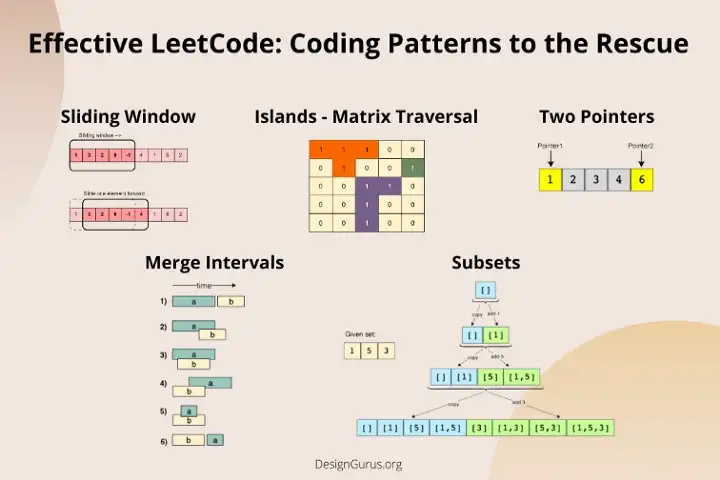 Effective LeetCode: Coding Patterns to the Rescue
Sliding Window
Sliding window -->
1 3 2 6 -1 4 1 8 2
Slide one element forward
1 3 2 6 -1 4 1 8 2
Islands - Matrix Traversal
1 1 1 0 0
0 1 0 0 1
0 0 1 1 0
0 0 1 0 0
0 0 1 0 0
Two Pointers
Pointer1 Pointer2
1 2 3 4 6
Merge Intervals
time
1) a b
2) a
b
3) a
b
4) a
b
5) a
b
6) b a
Subsets
Given set:
1 5 3
[]
copy add 1
[] [1]
copy add 5
[] [1] [5] [1,5]
copy add 3
[] [1] [5] [1,5] [3] [1,3] [5,3] [1,5,3]
DesignGurus.org